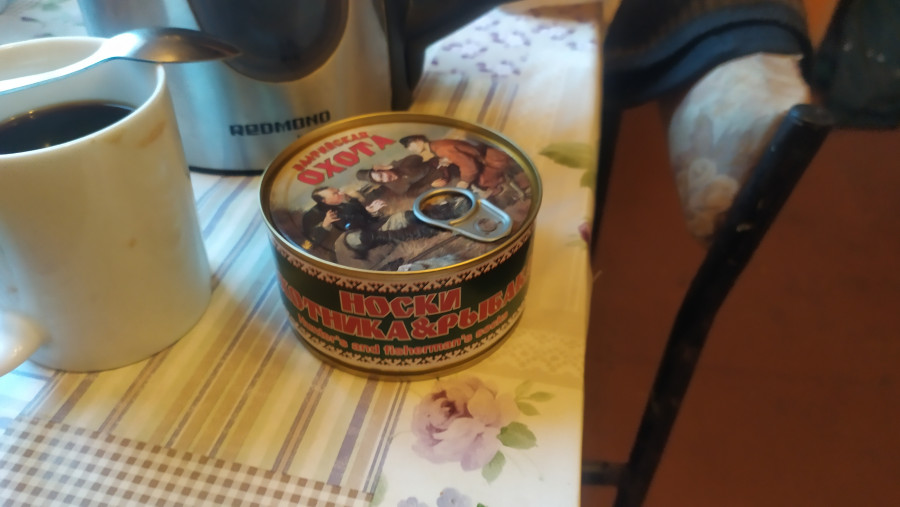 REDMOND
ОХОТА
НОСКИ
ОТНИКА&РЫБАК
and fisherman's